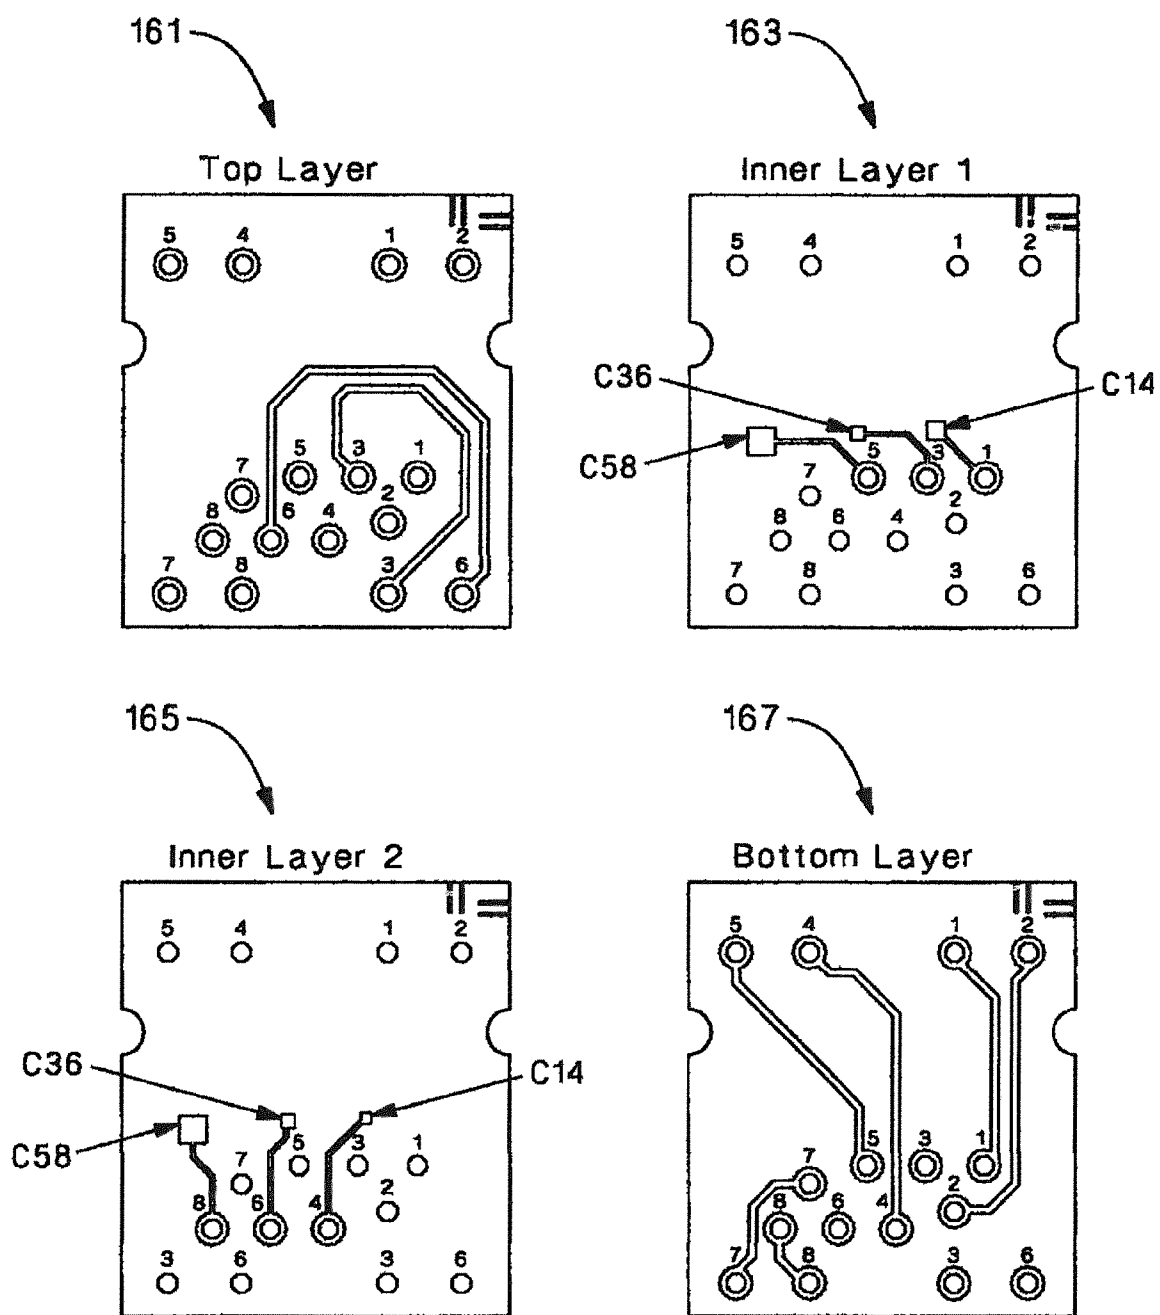 161
163
Top Layer
Inner Layer 1
5 4 1 2
5 4 1 2
C36
C14
C58
7 5 3 1
8 6 4 2
7 8 3 6
5 3 1
7 2
8 6 4
7 8 3 6
165
167
Inner Layer 2
Bottom Layer
5 4 1 2
5 4 1 2
C36
C14
C58
7 5 3 1
8 6 4 2
3 6 3 6
5 3 1
7 8 6 4 2
7 8 3 6